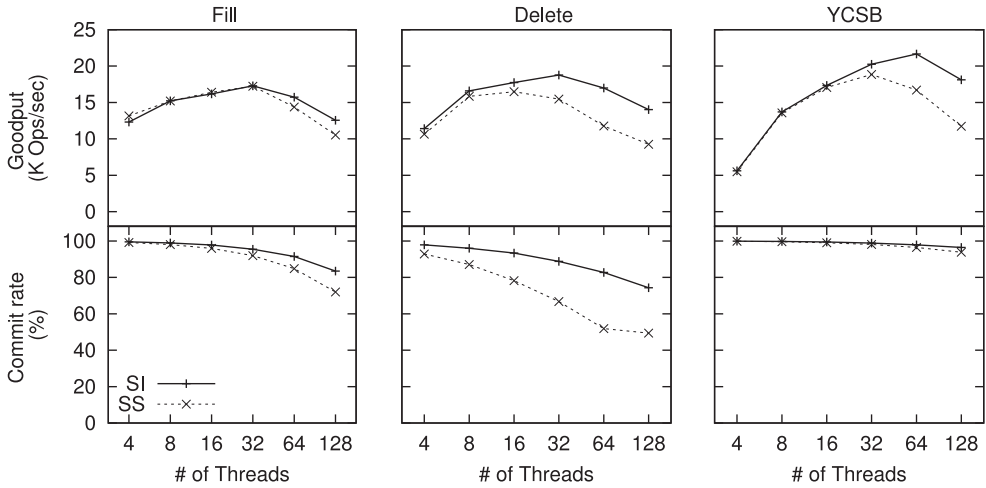 Fill Delete YCSB
Goodput
(K Ops/sec)
25
20
15
10
5
0
Commit rate
(%)
100
80
60
40
20
0
SI
SS
4 8 16 32 64 128 4 8 16 32 64 128 4 8 16 32 64 128
# of Threads # of Threads # of Threads